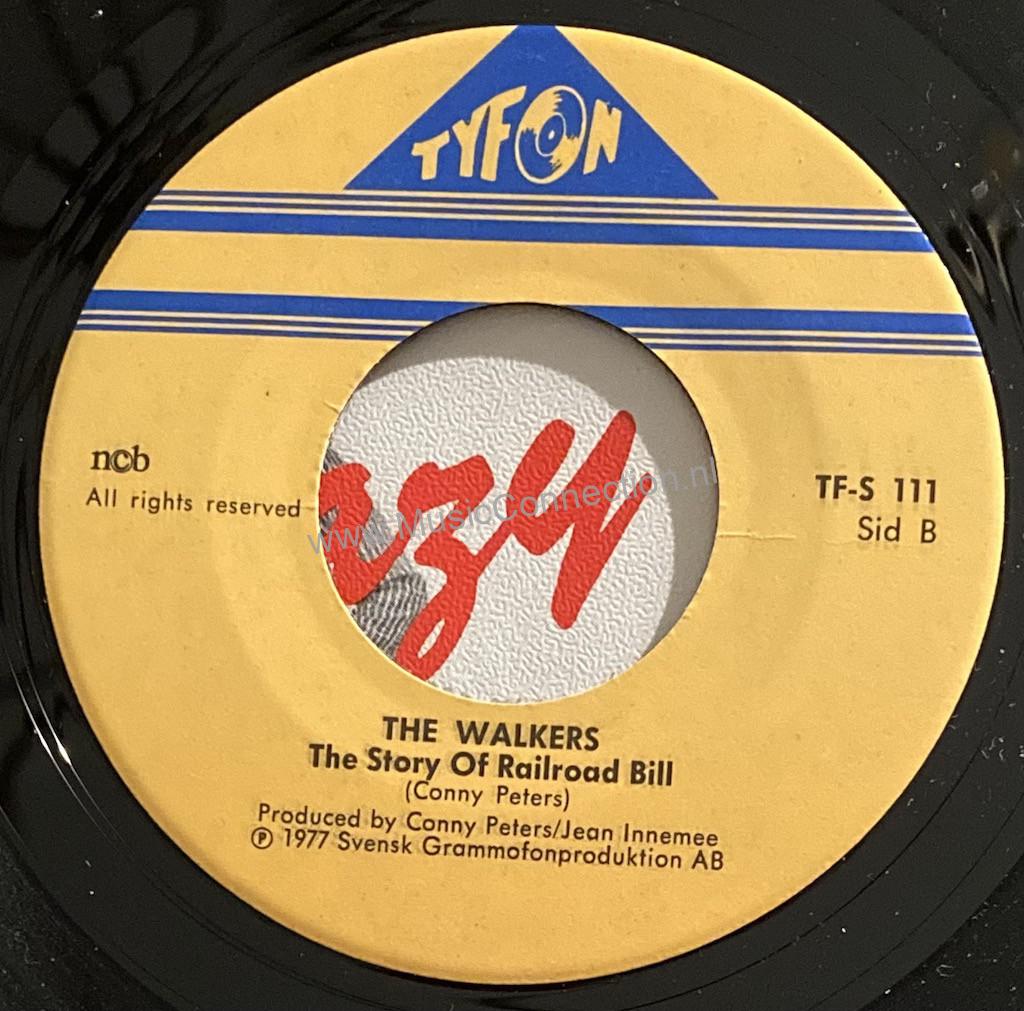 TYFON
ncb
All rights reserved
TF-S 111
Sid B
zy
www.MusicConnection.nl
THE WALKERS
The Story Of Railroad Bill
(Conny Peters)
Produced by Conny Peters/Jean Innemee
℗ 1977 Svensk Grammofonproduktion AB